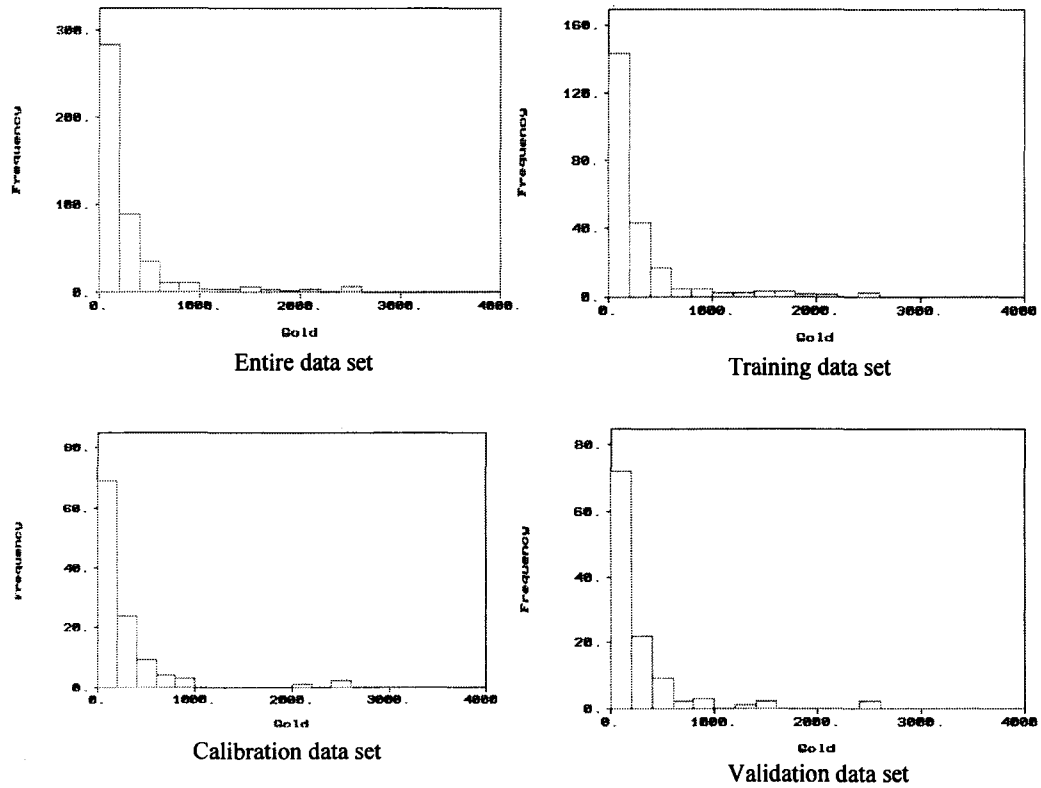 300.
200.
100.
0.
Frequency
0. 1000. 2000. 3000. 4000
Gold
Entire data set
160.
120.
80.
40.
0.
Frequency
0. 1000. 2000. 3000. 4000
Gold
Training data set
80.
60.
40.
20.
0.
Frequency
0. 1000. 2000. 3000. 4000
Gold
Calibration data set
80.
60.
40.
20.
0.
Frequency
0. 1000. 2000. 3000. 4000
Gold
Validation data set